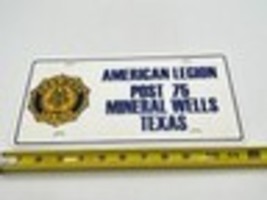 AMERICAN LEGION
POST 75
MINERAL WELLS
TEXAS